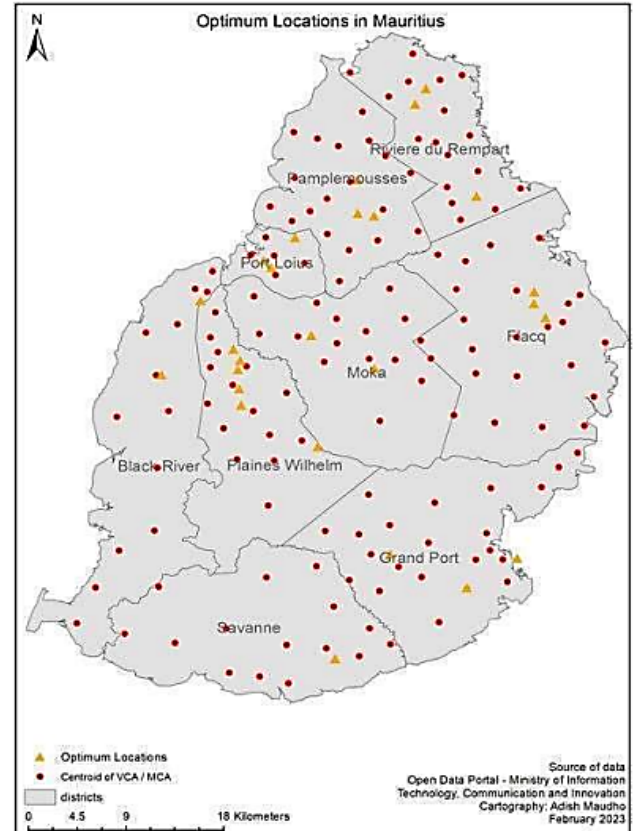 N
Optimum Locations in Mauritius
Riviere du Rempart
Pamplemousses
Port Loius
Flacq
Moka
Black River
Plaines Wilhelm
Grand Port
Savanne
Optimum Locations
Centroid of VCA / MCA
districts
0 4.5 9 18 Kilometers
Source of data
Open Data Portal - Ministry of Information
Technology, Communication and Innovation
Cartography: Adish Maudho
February 2023